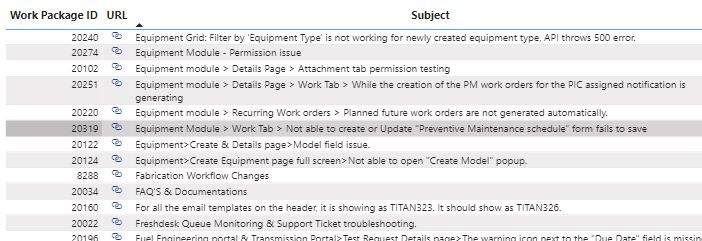 Work Package ID URL Subject
20240 Equipment Grid: Filter by 'Equipment Type' is not working for newly created equipment type, API throws 500 error.
20274 Equipment Module - Permission issue
20102 Equipment module > Details Page > Attachment tab permission testing
20251 Equipment module > Details Page > Work Tab > While the creation of the PM work orders for the PIC assigned notification is
generating
20220 Equipment module > Recurring Work orders > Planned future work orders are not generated automatically.
20319 Equipment Module > Work Tab > Not able to create or Update "Preventive Maintenance schedule" form fails to save
20122 Equipment>Create & Details page>Model field issue.
20124 Equipment>Create Equipment page full screen>Not able to open "Create Model" popup.
8288 Fabrication Workflow Changes
20034 FAQ'S & Documentations
20160 For all the email templates on the header, it is showing as TITAN323. It should show as TITAN326.
20022 Freshdesk Queue Monitoring & Support Ticket troubleshooting.
20196 Fuel Engineering portal & Transmission Portal>Test Request Details page>The warning icon next to the "Due Date" field is missin